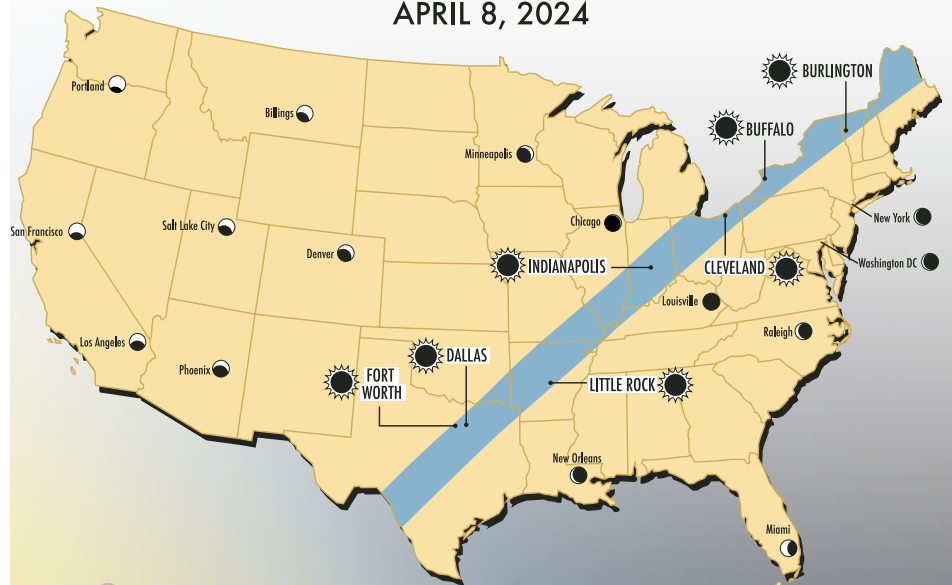 APRIL 8, 2024
BURLINGTON
Portland
Billings
BUFFALO
Minneapolis
Chicago
New York
San Francisco
Salt Lake City
Denver
INDIANAPOLIS
CLEVELAND
Washington DC
Louisville
Raleigh
Los Angeles
DALLAS
Phoenix
FORT
WORTH
LITTLE ROCK
New Orleans
Miami